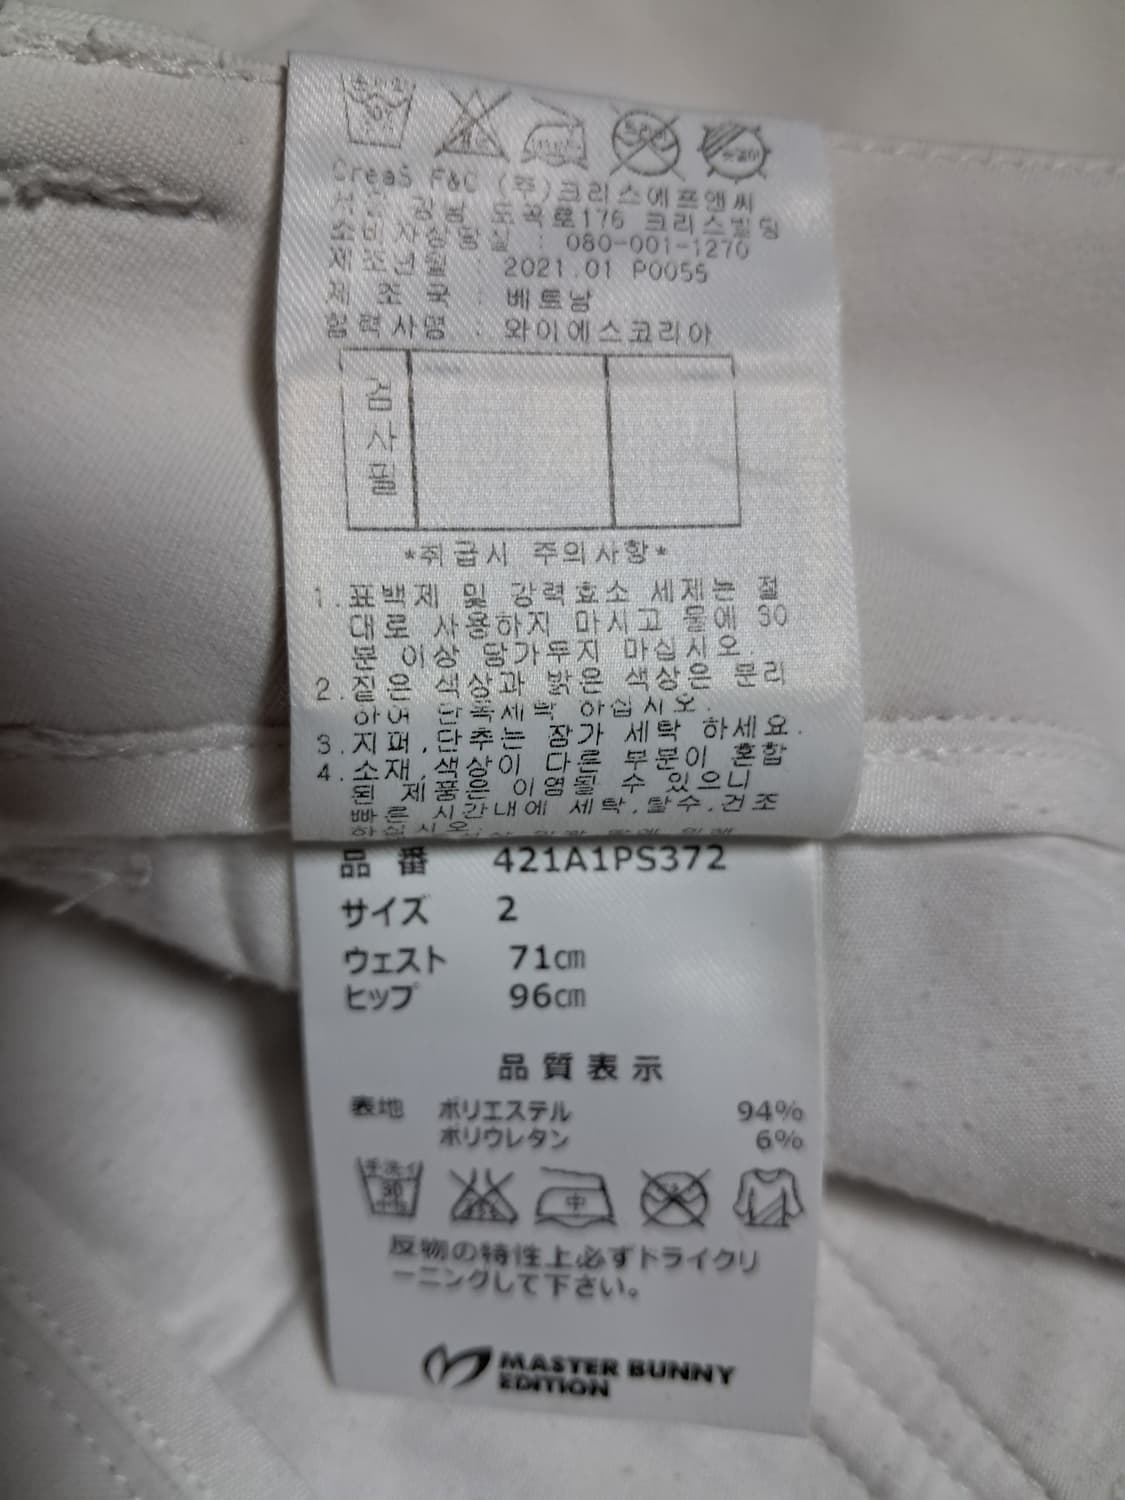 CreaS F&C (주)크리스에프앤씨
서울 강남 도곡로176 크리스빌딩
소비자상담실 : 080-001-1270
제조년월 : 2021.01 P0055
제 조 국 : 베트남
협력사명 : 와이에스코리아
검사필
*취급시 주의사항*
1.표백제 및 강력효소 세제는 절
대로 사용하지 마시고 물에 30
분 이상 담가두지 마십시오.
2.짙은 색상과 밝은 색상은 분리
하여 단독세탁 하십시오.
3.지퍼,단추는 잠가 세탁 하세요.
4.소재,색상이 다른 부분이 혼합
된 제품은 이염될 수 있으니
빠른 시간내에 세탁,탈수,건조
하십시오.
品 番 421A1PS372
サイズ 2
ウェスト 71㎝
ヒップ 96㎝
品質表示
表地 ポリエステル 94%
ポリウレタン 6%
手洗イ 30 中
反物の特性上必ずドライクリ
ーニングして下さい。
MASTER BUNNY
EDITION